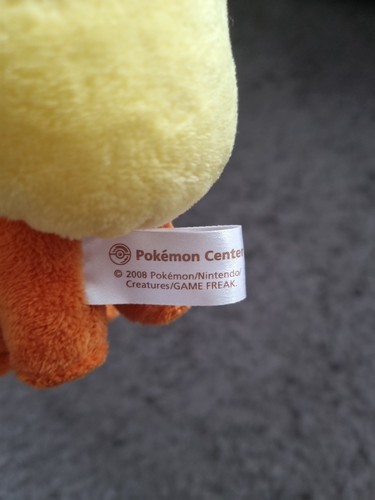 Pokémon Center
© 2008 Pokémon/Nintendo/
Creatures/GAME FREAK.